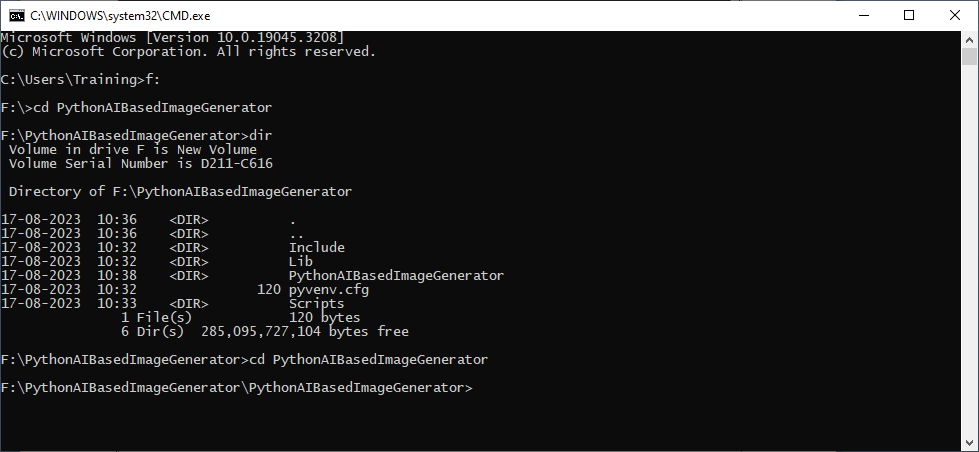 C:\WINDOWS\system32\CMD.exe
Microsoft Windows [Version 10.0.19045.3208]
(c) Microsoft Corporation. All rights reserved.
C:\Users\Training>f:
F:\>cd PythonAIBasedImageGenerator
F:\PythonAIBasedImageGenerator>dir
 Volume in drive F is New Volume
 Volume Serial Number is D211-C616
 Directory of F:\PythonAIBasedImageGenerator
17-08-2023  10:36    <DIR>          .
17-08-2023  10:36    <DIR>          ..
17-08-2023  10:32    <DIR>          Include
17-08-2023  10:32    <DIR>          Lib
17-08-2023  10:38    <DIR>          PythonAIBasedImageGenerator
17-08-2023  10:32               120 pyvenv.cfg
17-08-2023  10:33    <DIR>          Scripts
               1 File(s)            120 bytes
               6 Dir(s)  285,095,727,104 bytes free
F:\PythonAIBasedImageGenerator>cd PythonAIBasedImageGenerator
F:\PythonAIBasedImageGenerator\PythonAIBasedImageGenerator>